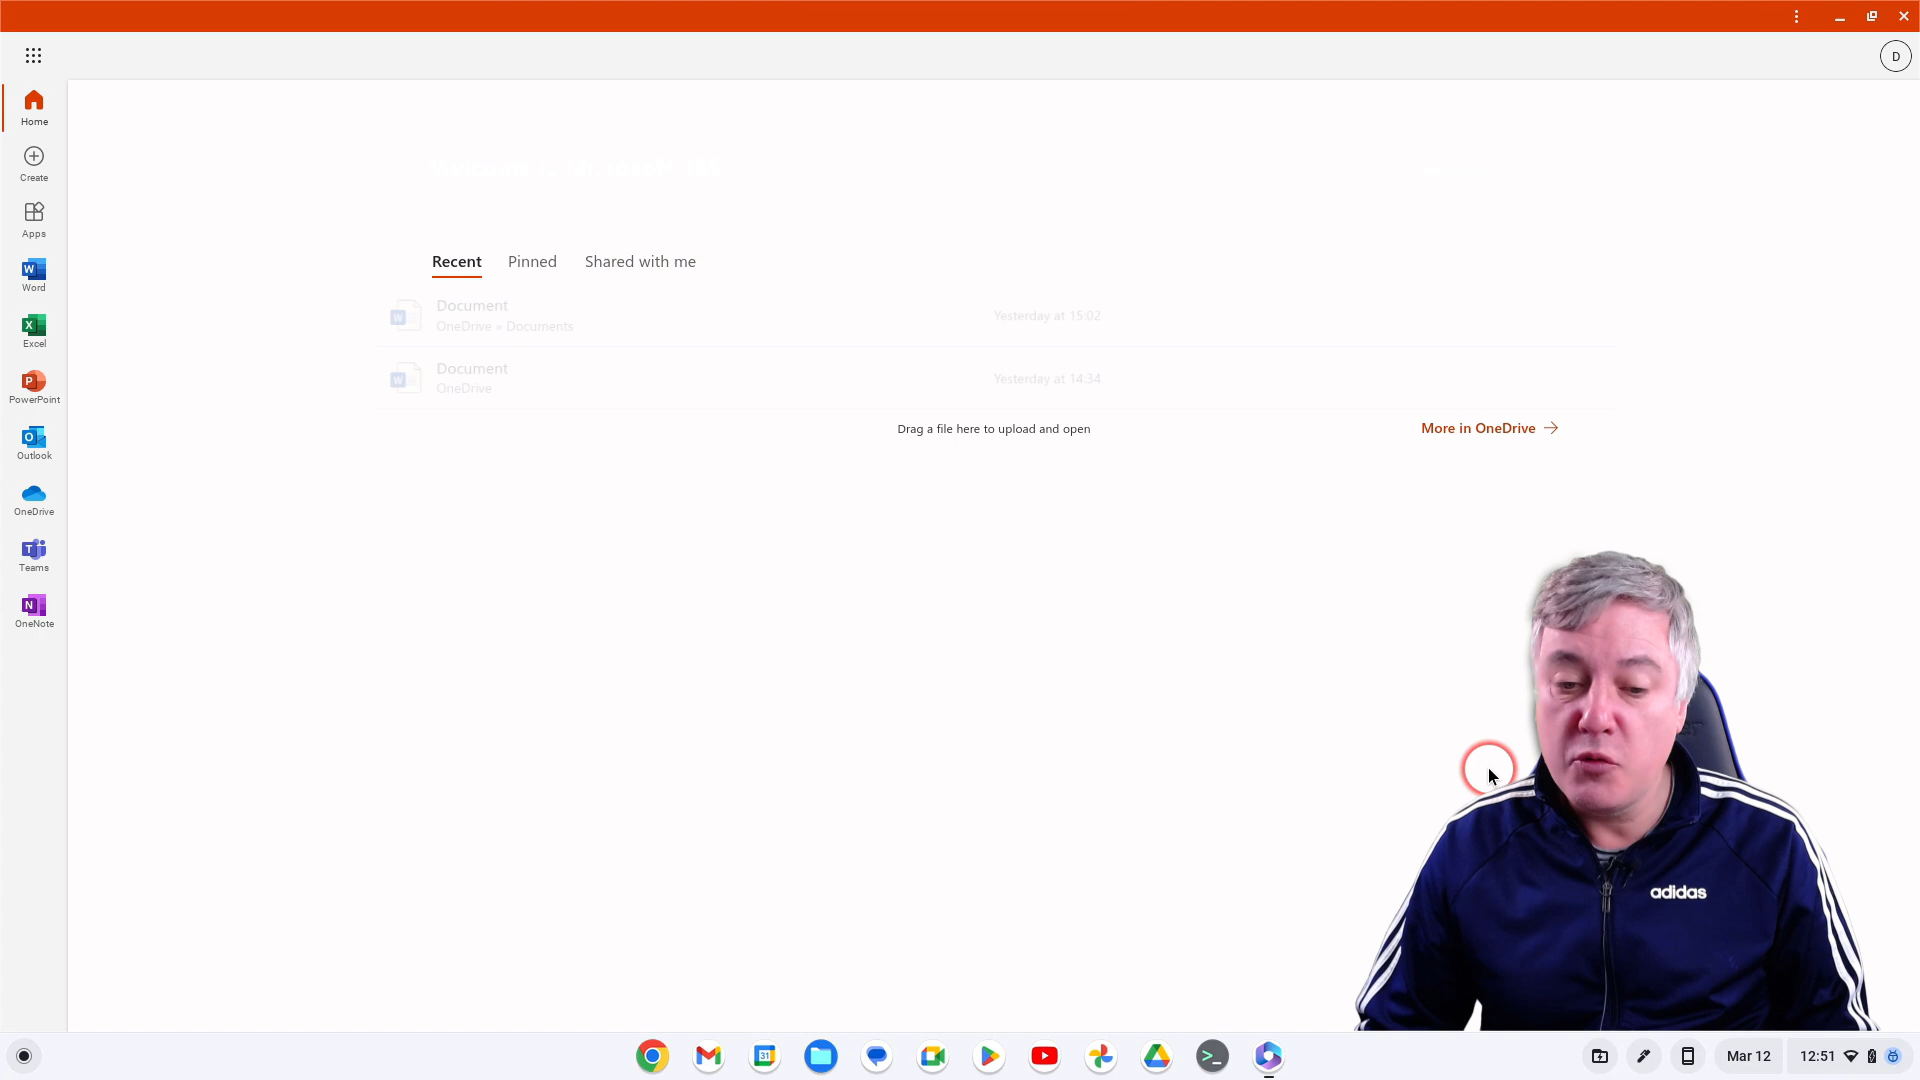 D
Home
Create
Apps
Word
Excel
PowerPoint
Outlook
OneDrive
Teams
OneNote
Recent Pinned Shared with me
Document
OneDrive » Documents
Yesterday at 15:02
Document
OneDrive
Yesterday at 14:34
Drag a file here to upload and open
More in OneDrive
adidas
31
Mar 12
12:51